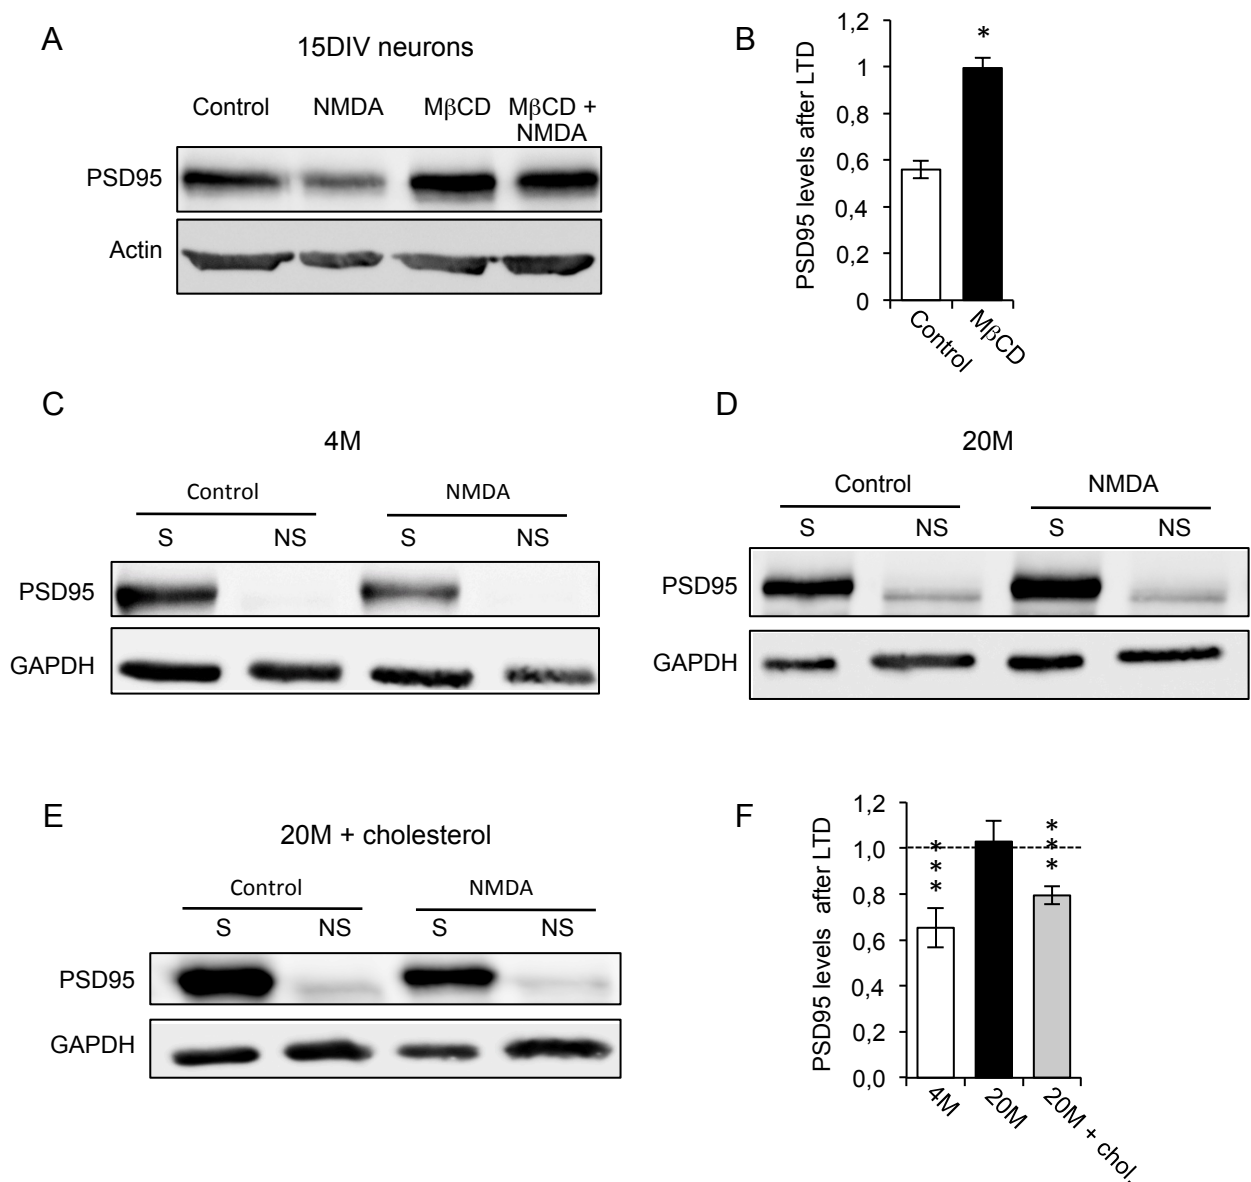 A
15DIV neurons
Control NMDA MβCD MβCD +
NMDA
PSD95
Actin
B
PSD95 levels after LTD
1,2
1
0,8
0,6
0,4
0,2
0
*
Control
MβCD
C
4M
Control NMDA
S NS S NS
PSD95
GAPDH
D
20M
Control NMDA
S NS S NS
PSD95
GAPDH
E
20M + cholesterol
Control NMDA
S NS S NS
PSD95
GAPDH
F
PSD95 levels after LTD
1,2
1,0
0,8
0,6
0,4
0,2
0,0
***
***
4M
20M
20M + chol.